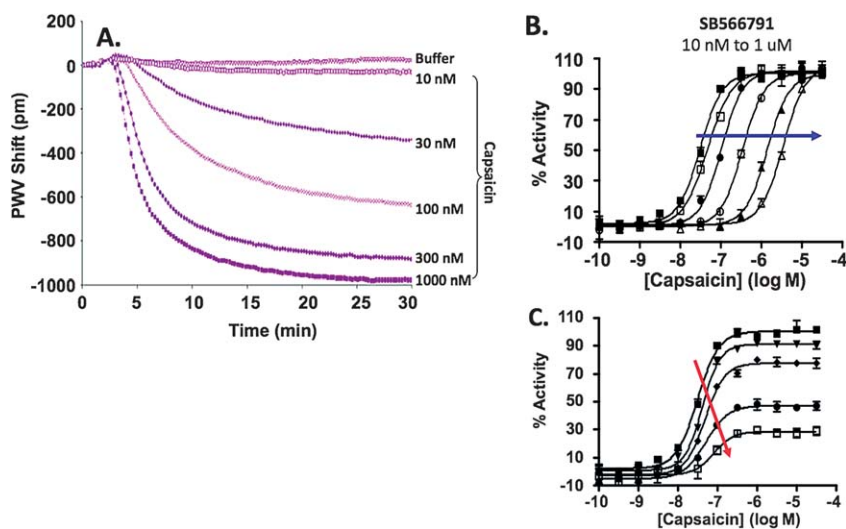 A.
PWV Shift (pm)
200
0
-200
-400
-600
-800
-1000
0 5 10 15 20 25 30
Time (min)
Buffer
10 nM
30 nM
100 nM
300 nM
1000 nM
Capsaicin
B.
SB566791
10 nM to 1 uM
% Activity
110
90
70
50
30
10
-10
-10 -9 -8 -7 -6 -5 -4
[Capsaicin] (log M)
C.
% Activity
110
90
70
50
30
10
-10
-10 -9 -8 -7 -6 -5 -4
[Capsaicin] (log M)